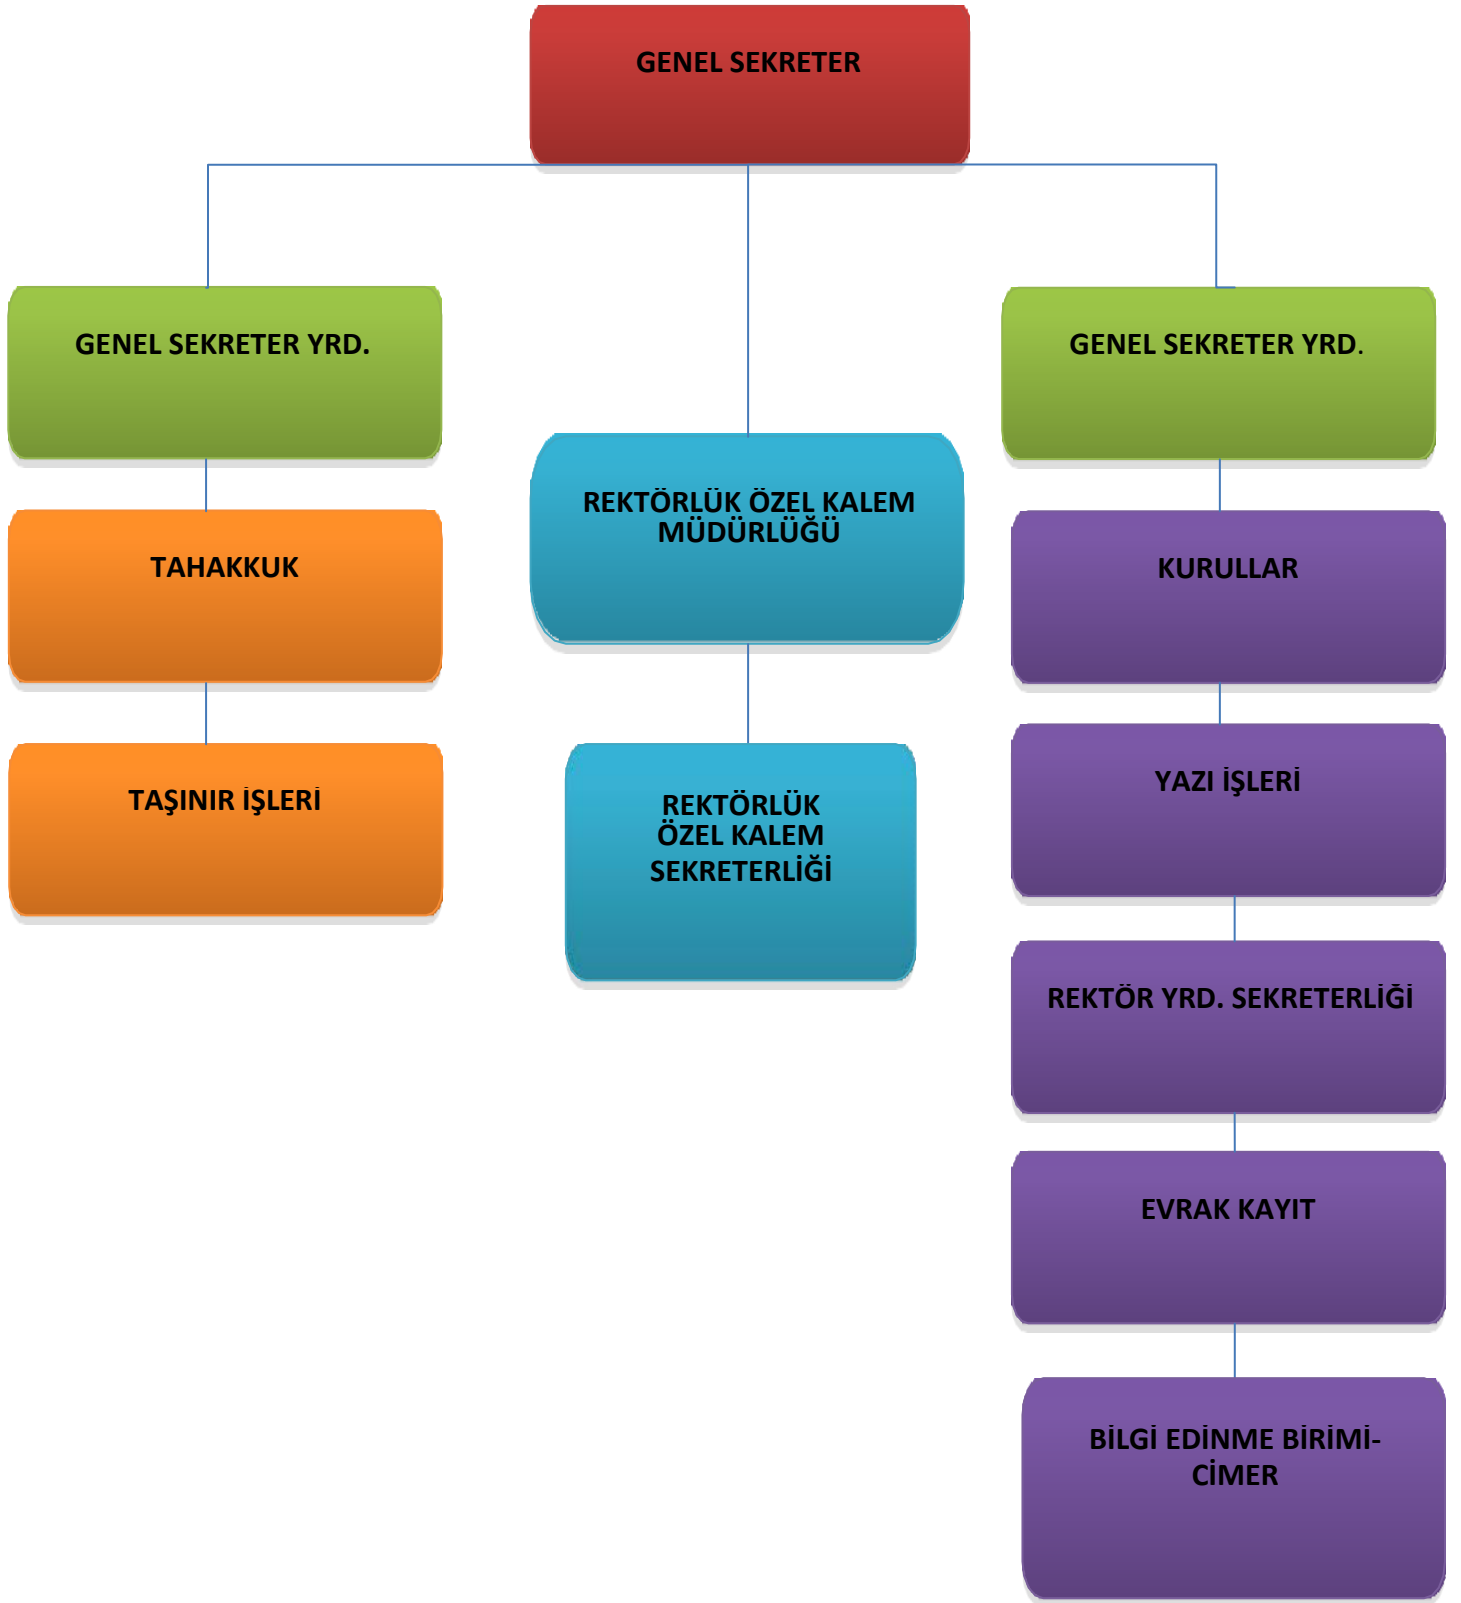 GENEL SEKRETER
GENEL SEKRETER YRD.
GENEL SEKRETER YRD.
REKTÖRLÜK ÖZEL KALEM
MÜDÜRLÜĞÜ
TAHAKKUK
KURULLAR
TAŞINIR İŞLERİ
REKTÖRLÜK
ÖZEL KALEM
SEKRETERLİĞİ
YAZI İŞLERİ
REKTÖR YRD. SEKRETERLİĞİ
EVRAK KAYIT
BİLGİ EDİNME BİRİMİ-
CİMER